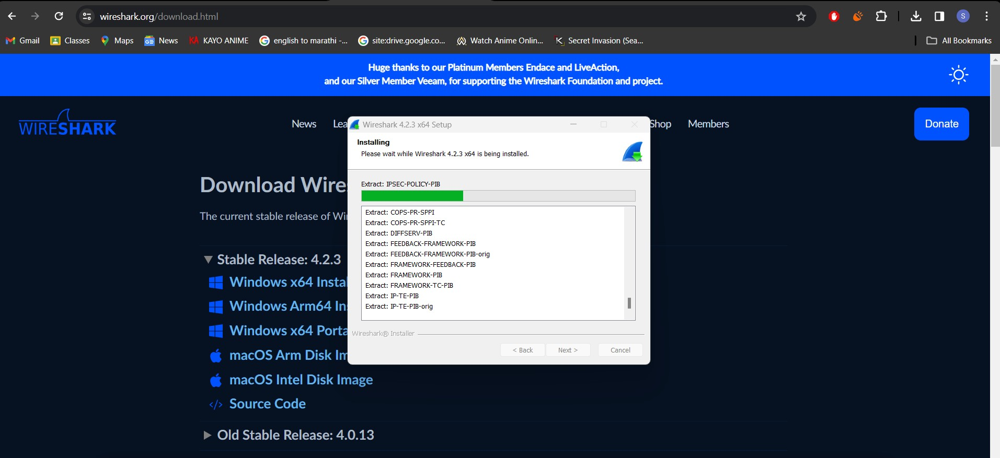 wireshark.org/download.html
S
Gmail Classes Maps News KAYO ANIME english to marathi -... site:drive.google.co... Watch Anime Onlin... Secret Invasion (Sea... All Bookmarks
Huge thanks to our Platinum Members Endace and LiveAction,
and our Silver Member Veeam, for supporting the Wireshark Foundation and project.
WIRESHARK
News Lea Shop Members Donate
Wireshark 4.2.3 x64 Setup
Installing
Please wait while Wireshark 4.2.3 x64 is being installed.
Extract: IPSEC-POLICY-PIB
Extract: COPS-PR-SPPI
Extract: COPS-PR-SPPI-TC
Extract: DIFFSERV-PIB
Extract: FEEDBACK-FRAMEWORK-PIB
Extract: FEEDBACK-FRAMEWORK-PIB-orig
Extract: FRAMEWORK-FEEDBACK-PIB
Extract: FRAMEWORK-PIB
Extract: FRAMEWORK-TC-PIB
Extract: IP-TE-PIB
Extract: IP-TE-PIB-orig
Wireshark® Installer
< Back Next > Cancel
Download Wires
The current stable release of Wir
Stable Release: 4.2.3
Windows x64 Instal
Windows Arm64 Ins
Windows x64 Porta
macOS Arm Disk Im
macOS Intel Disk Image
</> Source Code
Old Stable Release: 4.0.13